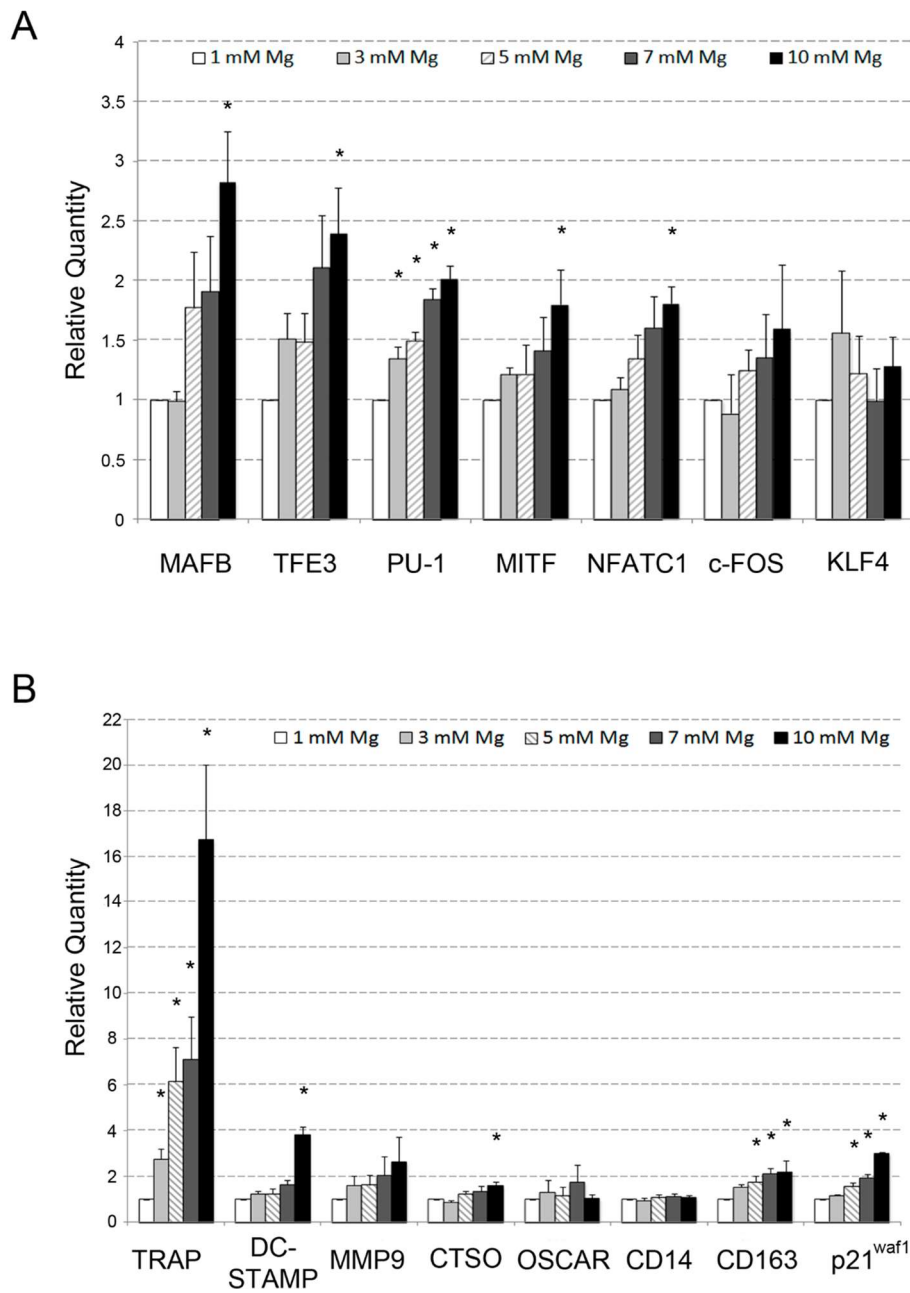 A
4
3.5
3
2.5
2
1.5
1
0.5
0
Relative Quantity
1 mM Mg 3 mM Mg 5 mM Mg 7 mM Mg 10 mM Mg
* * * * * * * *
MAFB TFE3 PU-1 MITF NFATC1 c-FOS KLF4
B
22
20
18
16
14
12
10
8
6
4
2
0
Relative Quantity
1 mM Mg 3 mM Mg 5 mM Mg 7 mM Mg 10 mM Mg
* * * * * * * * * * * *
TRAP DC-STAMP MMP9 CTSO OSCAR CD14 CD163 p21waf1